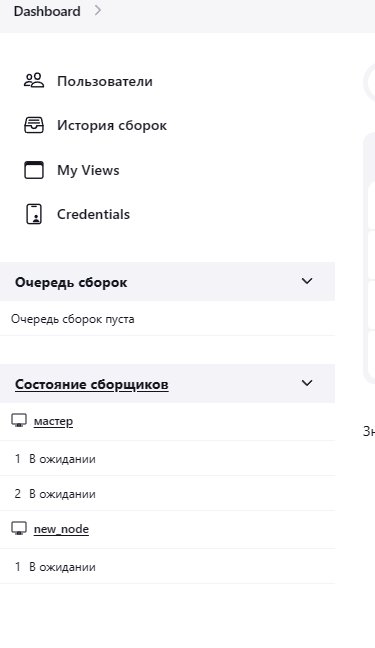 Dashboard
Пользователи
История сборок
My Views
Credentials
Очередь сборок
Очередь сборок пуста
Состояние сборщиков
Зн
мастер
1 В ожидании
2 В ожидании
new_node
1 В ожидании